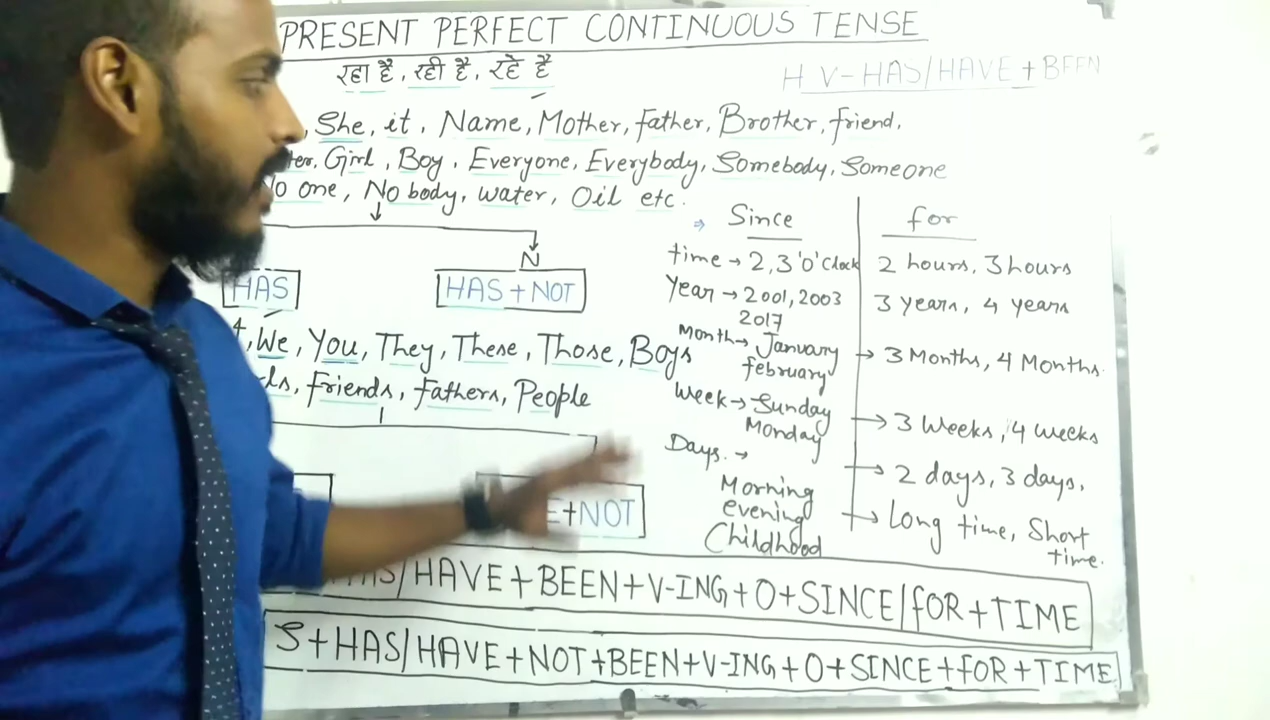 PRESENT PERFECT CONTINUOUS TENSE
रहा है, रही है, रहे है
H V-HAS/HAVE + BEEN
, She, it, Name, Mother, Father, Brother, friend,
ter, Girl, Boy, Everyone, Everybody, Somebody, Someone
No one, No body, water, Oil etc.
N
HAS
HAS + NOT
, We, You, They, These, Those, Boys
ls, Friends, Fathers, People
E+NOT
⇒ Since
for
time → 2, 3 'O' Clock
2 hours, 3 hours
Year → 2001, 2003
2017
3 years, 4 years
Month → January
february
→ 3 Months, 4 Months.
Week → Sunday
Monday
→ 3 Weeks, 4 weeks
Days. →
→ 2 days, 3 days,
Morning
evening
Childhood
→ Long time, Short
time.
HAS/HAVE + BEEN + V-ING + O + SINCE/FOR + TIME
S + HAS/HAVE + NOT + BEEN + V-ING + O + SINCE + FOR + TIME